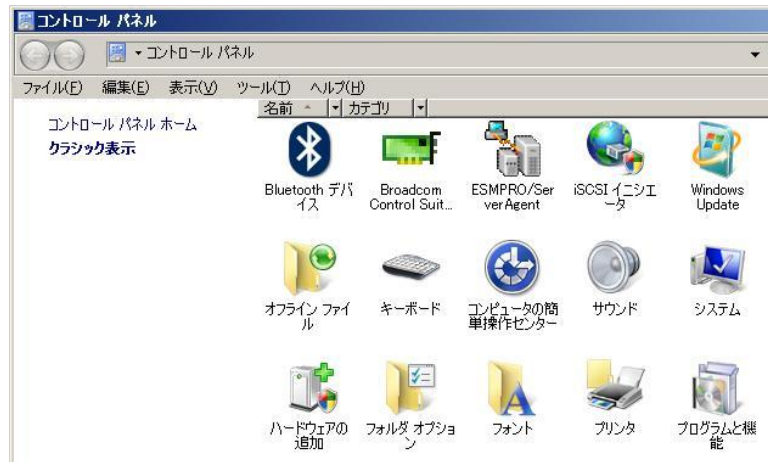 コントロール パネル
コントロール パネル
ファイル(F) 編集(E) 表示(V) ツール(T) ヘルプ(H)
名前 カテゴリ
コントロール パネル ホーム
クラシック表示
Bluetooth デバ
イス
Broadcom
Control Suit...
ESMPRO/Ser
verAgent
iSCSI イニシエ
ータ
Windows
Update
オフライン ファイ
ル
キーボード
コンピュータの簡
単操作センター
サウンド
システム
ハードウェアの
追加
フォルダ オプショ
ン
フォント
プリンタ
プログラムと機
能